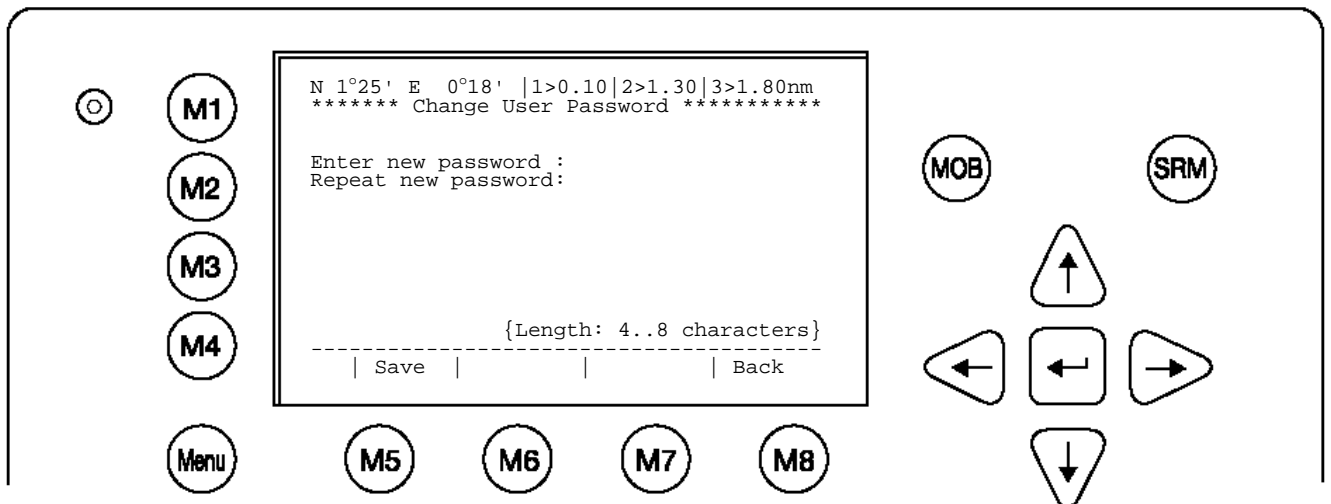 N 1°25' E  0°18' |1>0.10|2>1.30|3>1.80nm
******* Change User Password ***********
Enter new password :
Repeat new password:
{Length: 4..8 characters}
----------------------------------------
| Save  |         |         | Back
M1
M2
M3
M4
Menu
M5 M6 M7 M8
MOB SRM